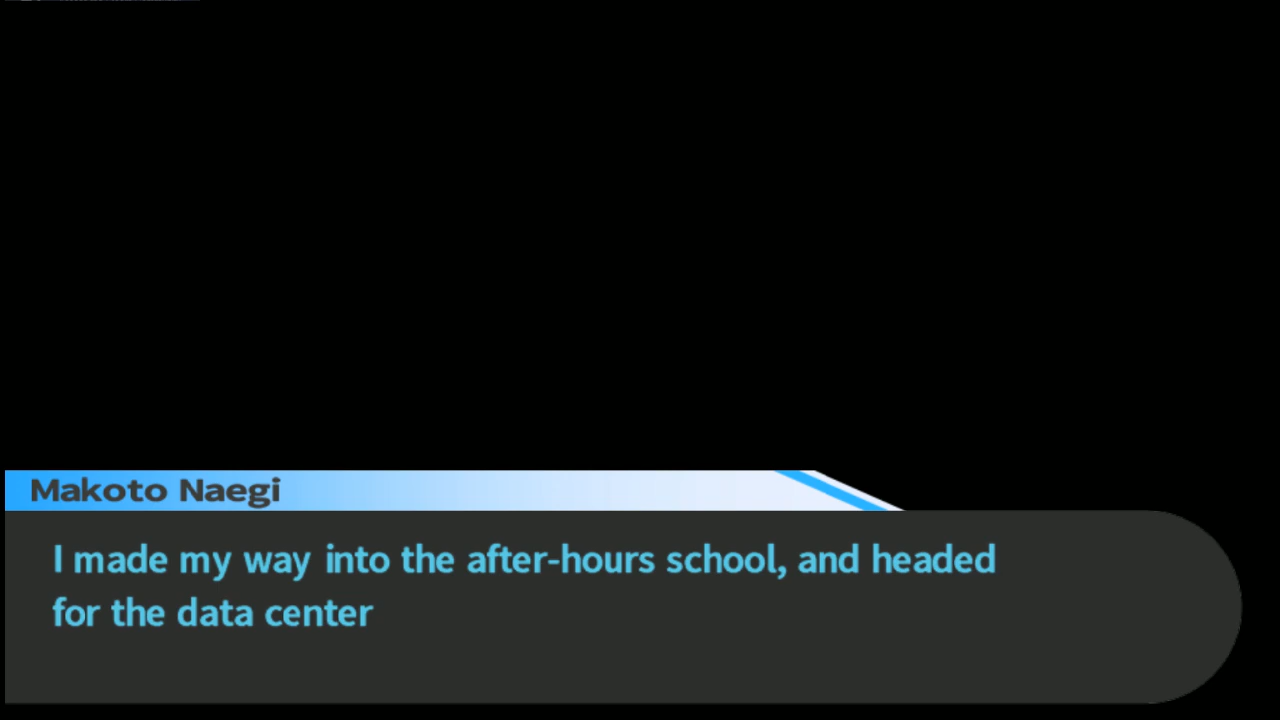 Makoto Naegi
I made my way into the after-hours school, and headed
for the data center